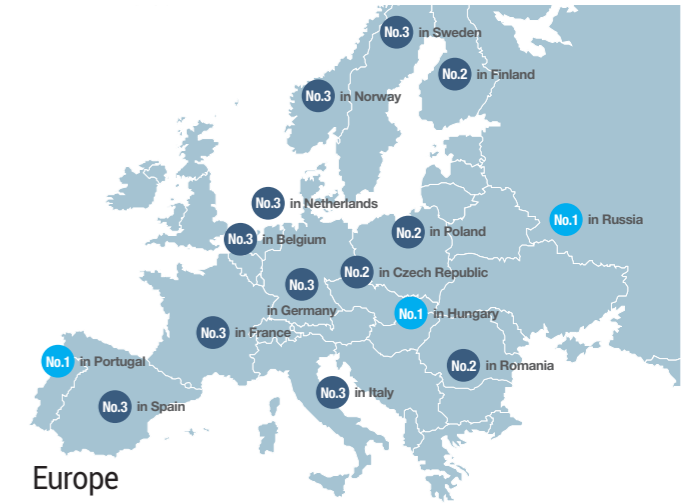 No.3 in Sweden
No.2 in Finland
No.3 in Norway
No.3 in Netherlands
No.1 in Russia
No.3 in Belgium
No.2 in Poland
No.2 in Czech Republic
No.3
in Germany
No.1 in Hungary
No.3 in France
No.1 in Portugal
No.2 in Romania
No.3 in Italy
No.3 in Spain
Europe